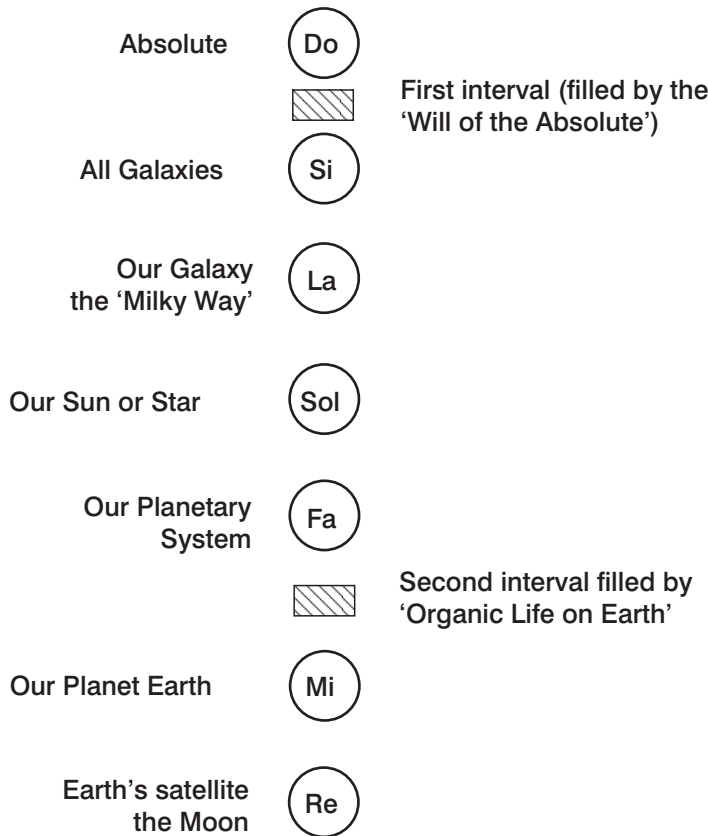 Absolute
Do
First interval (filled by the
‘Will of the Absolute’)
All Galaxies
Si
Our Galaxy
the ‘Milky Way’
La
Our Sun or Star
Sol
Our Planetary
System
Fa
Second interval filled by
‘Organic Life on Earth’
Our Planet Earth
Mi
Earth’s satellite
the Moon
Re